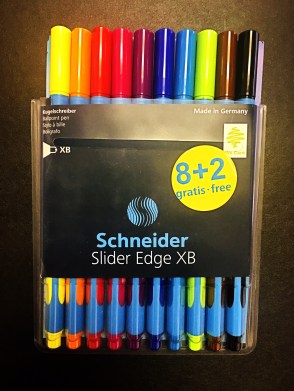 Kugelschreiber
Ballpoint pen
Stylo à bille
Bolígrafo
XB
Made in Germany
8+2
gratis·free
Schneider
Slider Edge XB